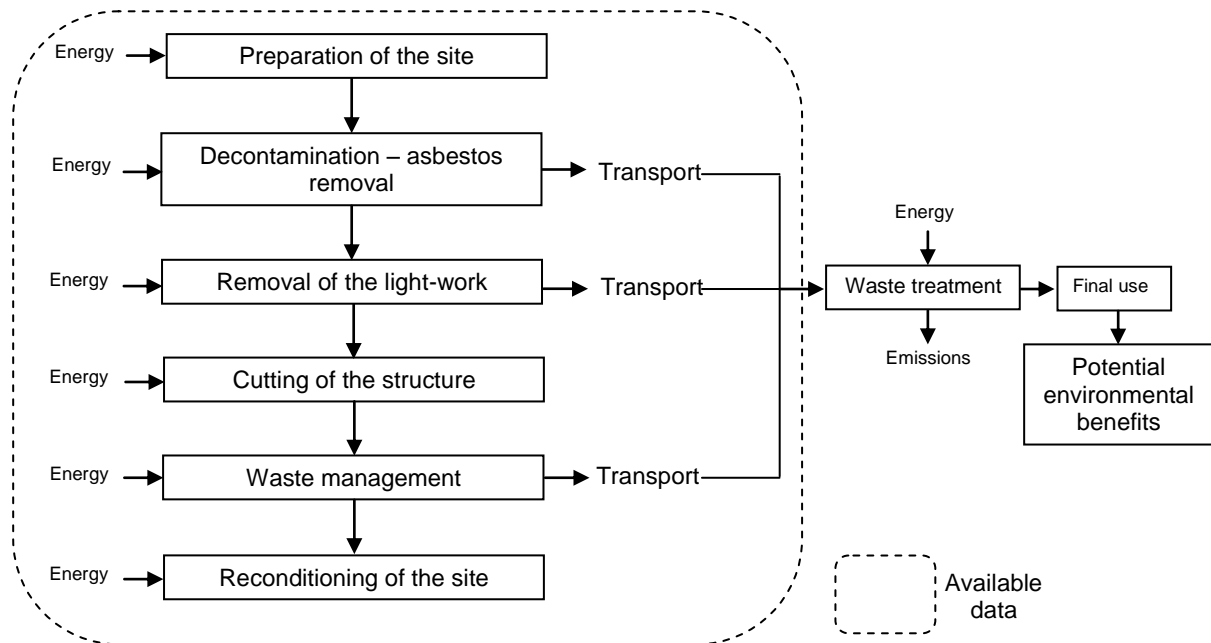 Energy
Preparation of the site
Energy
Decontamination – asbestos
removal
Transport
Energy
Removal of the light-work
Transport
Energy
Cutting of the structure
Energy
Waste management
Transport
Energy
Reconditioning of the site
Energy
Waste treatment
Emissions
Final use
Potential
environmental
benefits
Available
data